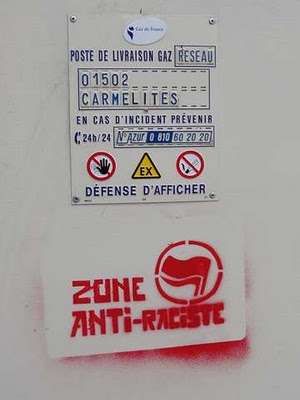 Gaz de France
POSTE DE LIVRAISON GAZ RESEAU
01502
CARMELITES
EN CAS D'INCIDENT PRÉVENIR
24h/24 N°Azur 0 810 60 20 20
EX
DÉFENSE D'AFFICHER
ZONE
ANTI-RACISTE